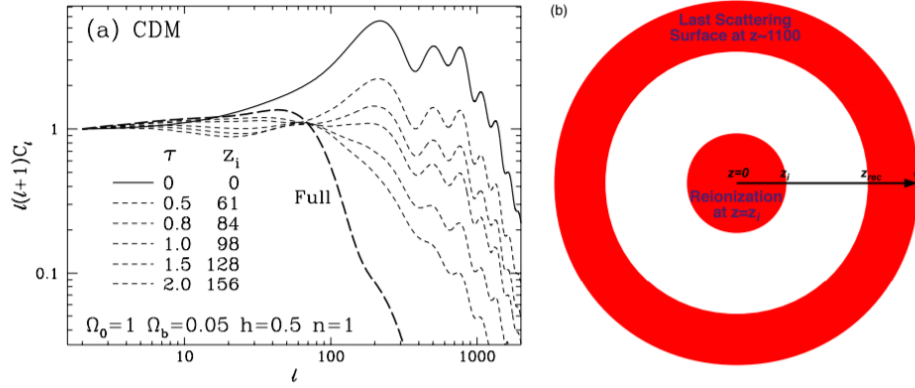 (a) CDM
ℓ(ℓ+1)Cℓ
1
0.1
τ zᵢ
0 0
0.5 61
0.8 84
1.0 98
1.5 128
2.0 156
Full
Ω₀=1 Ω_b=0.05 h=0.5 n=1
10 100 1000
ℓ
(b)
Last Scattering
Surface at z~1100
z=0 zᵢ z_rec
Reionization
at z=zᵢ